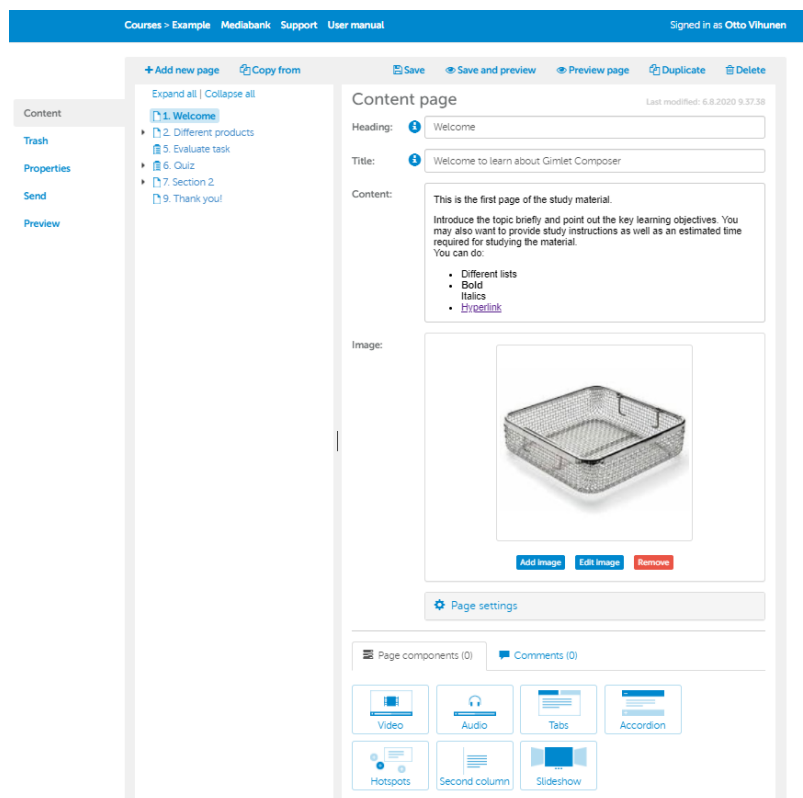 Courses > Example Mediabank Support User manual Signed in as Otto Vihunen
Add new page Copy from Save Save and preview Preview page Duplicate Delete
Content
Trash
Properties
Send
Preview
Expand all | Collapse all
1. Welcome
2. Different products
5. Evaluate task
6. Quiz
7. Section 2
9. Thank you!
Content page Last modified: 6.8.2020 9.37.38
Heading: Welcome
Title: Welcome to learn about Gimlet Composer
Content: This is the first page of the study material.
Introduce the topic briefly and point out the key learning objectives. You
may also want to provide study instructions as well as an estimated time
required for studying the material.
You can do:
• Different lists
• Bold
Italics
• Hyperlink
Image:
Add image Edit image Remove
Page settings
Page components (0) Comments (0)
Video Audio Tabs Accordion
Hotspots Second column Slideshow